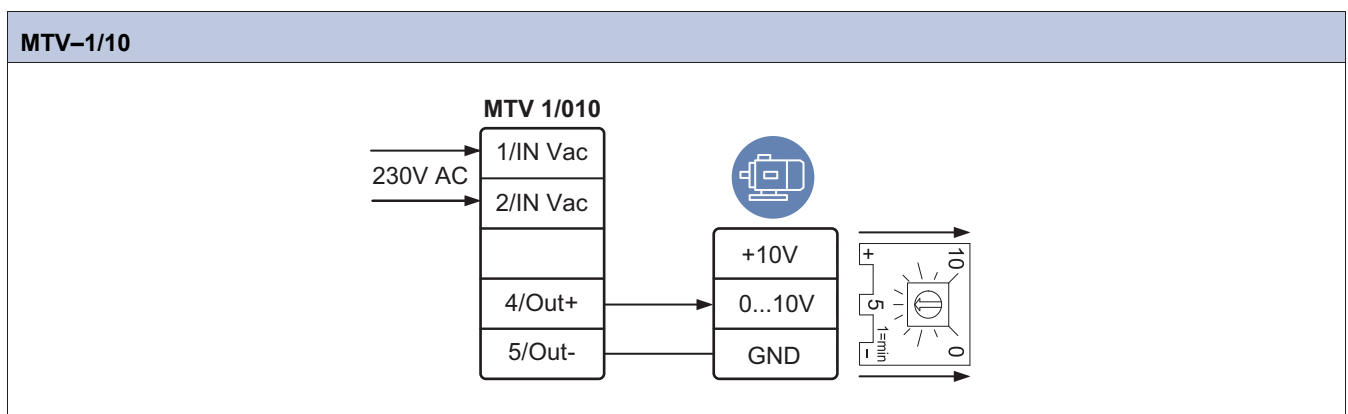 MTV–1/10
MTV 1/010
1/IN Vac
230V AC
2/IN Vac
4/Out+
5/Out-
+10V
0...10V
GND
+
5
1=min
-
10
0